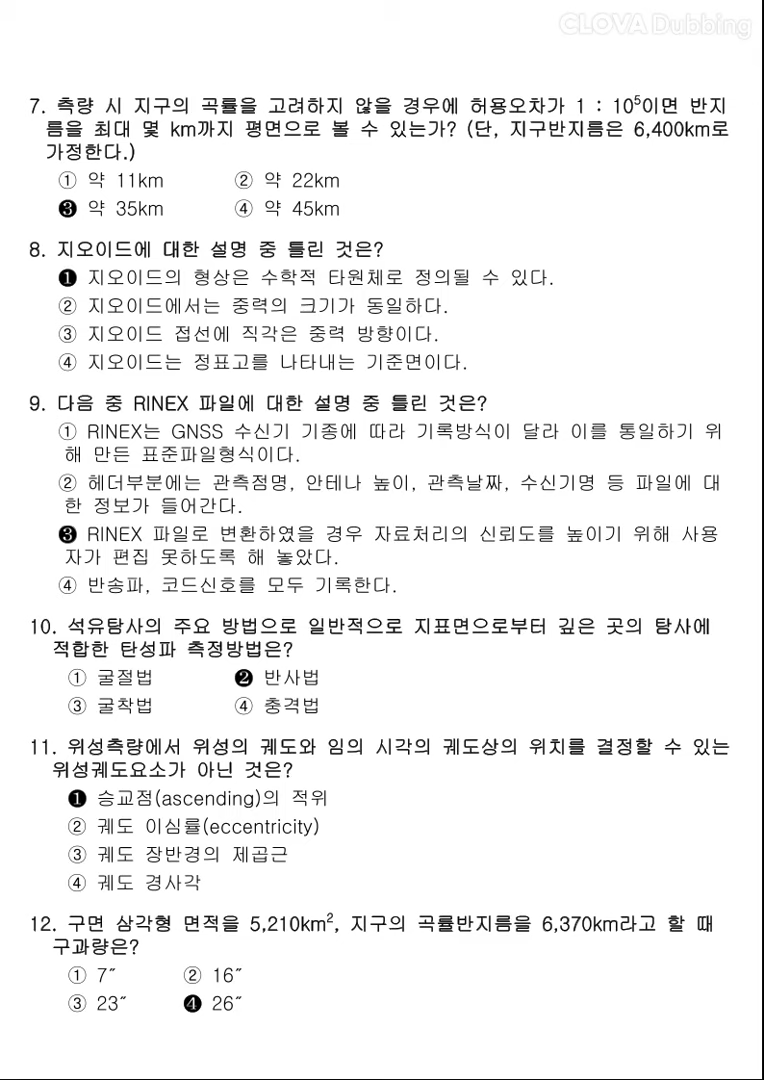 CLOVA Dubbing
7. 측량 시 지구의 곡률을 고려하지 않을 경우에 허용오차가 1 : 10⁵이면 반지
름을 최대 몇 km까지 평면으로 볼 수 있는가? (단, 지구반지름은 6,400km로
가정한다.)
① 약 11km ② 약 22km
❸ 약 35km ④ 약 45km
8. 지오이드에 대한 설명 중 틀린 것은?
❶ 지오이드의 형상은 수학적 타원체로 정의될 수 있다.
② 지오이드에서는 중력의 크기가 동일하다.
③ 지오이드 접선에 직각은 중력 방향이다.
④ 지오이드는 정표고를 나타내는 기준면이다.
9. 다음 중 RINEX 파일에 대한 설명 중 틀린 것은?
① RINEX는 GNSS 수신기 기종에 따라 기록방식이 달라 이를 통일하기 위
해 만든 표준파일형식이다.
② 헤더부분에는 관측점명, 안테나 높이, 관측날짜, 수신기명 등 파일에 대
한 정보가 들어간다.
❸ RINEX 파일로 변환하였을 경우 자료처리의 신뢰도를 높이기 위해 사용
자가 편집 못하도록 해 놓았다.
④ 반송파, 코드신호를 모두 기록한다.
10. 석유탐사의 주요 방법으로 일반적으로 지표면으로부터 깊은 곳의 탐사에
적합한 탄성파 측정방법은?
① 굴절법 ❷ 반사법
③ 굴착법 ④ 충격법
11. 위성측량에서 위성의 궤도와 임의 시각의 궤도상의 위치를 결정할 수 있는
위성궤도요소가 아닌 것은?
❶ 승교점(ascending)의 적위
② 궤도 이심률(eccentricity)
③ 궤도 장반경의 제곱근
④ 궤도 경사각
12. 구면 삼각형 면적을 5,210km², 지구의 곡률반지름을 6,370km라고 할 때
구과량은?
① 7″ ② 16″
③ 23″ ❹ 26″